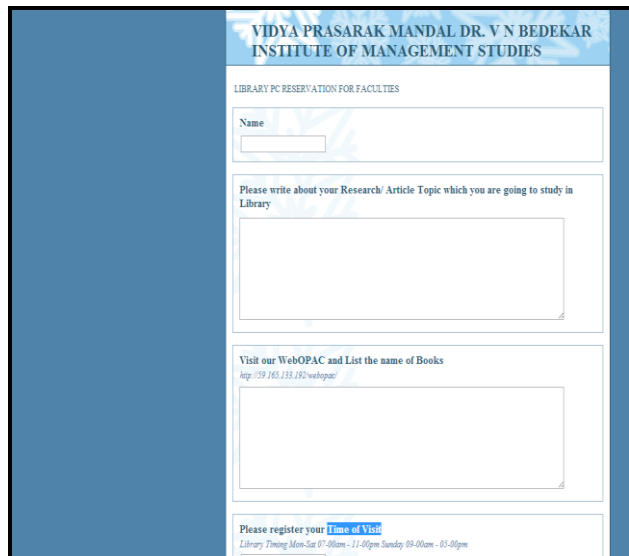 VIDYA PRASARAK MANDAL DR. V N BEDEKAR
INSTITUTE OF MANAGEMENT STUDIES
LIBRARY PC RESERVATION FOR FACULTIES
Name
Please write about your Research/ Article Topic which you are going to study in
Library
Visit our WebOPAC and List the name of Books
http://59.165.133.192/webopac/
Please register your Time of Visit
Library Timing Mon-Sat 07-00am - 11-00pm Sunday 09-00am - 05-00pm